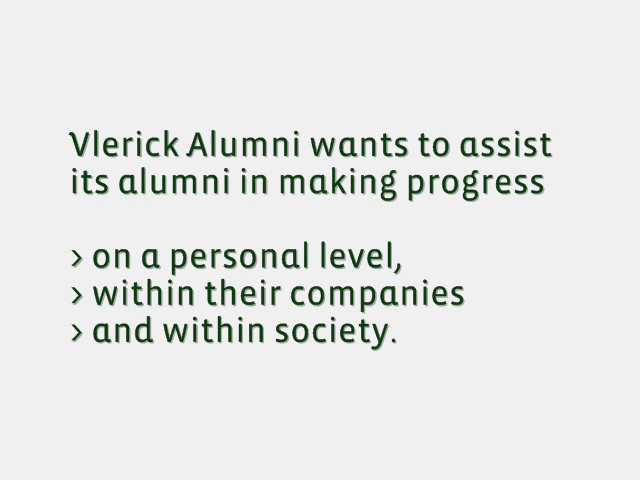 Vlerick Alumni wants to assist
its alumni in making progress
> on a personal level,
> within their companies
> and within society.